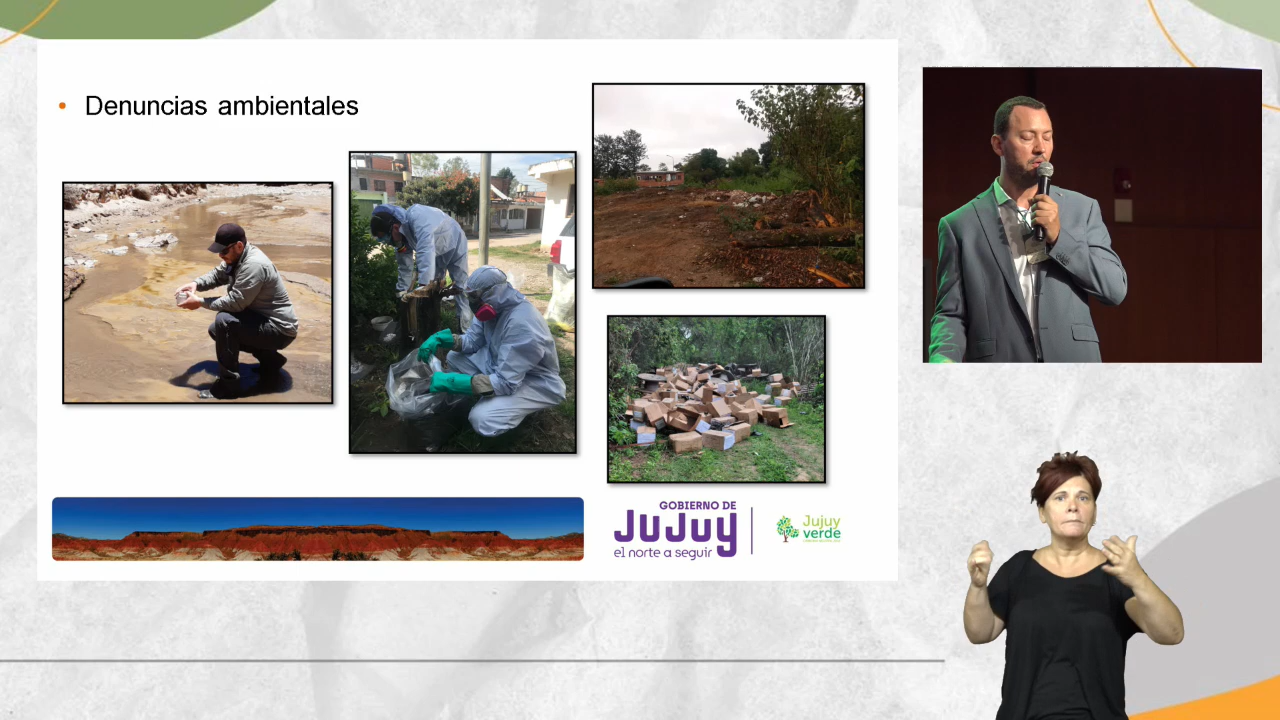 • Denuncias ambientales
GOBIERNO DE
JUJUY
el norte a seguir
Jujuy
verde